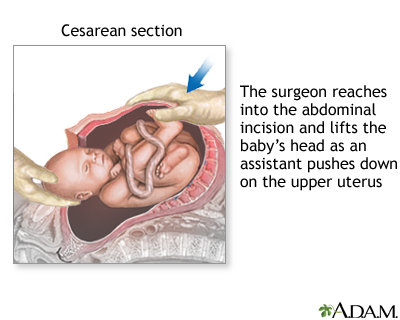 Cesarean section
The surgeon reaches
into the abdominal
incision and lifts the
baby's head as an
assistant pushes down
on the upper uterus
A.D.A.M.